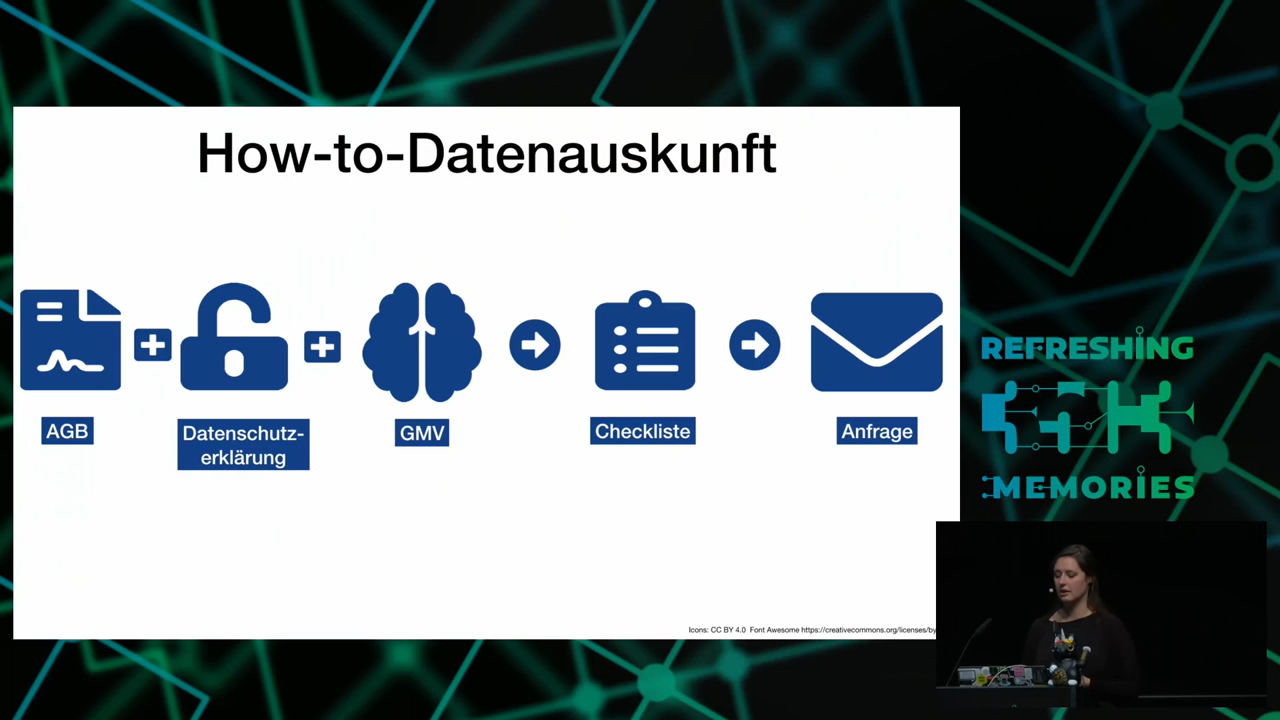 How-to-Datenauskunft
AGB
Datenschutz-
erklärung
GMV
Checkliste
Anfrage
Icons: CC BY 4.0 Font Awesome https://creativecommons.org/licenses/by
REFRESHING
MEMORIES